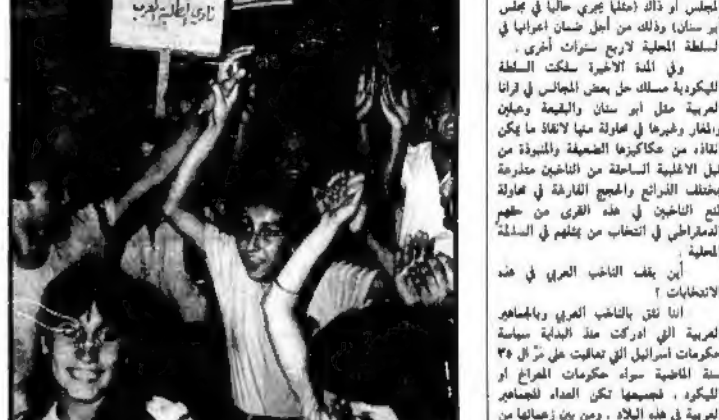 نادي الطلبة العرب
المجلس أو ذاك (مثلما يجري حاليا في مجلس
ابو سنان) وذلك من أجل ضمان اعوانها في
السلطة المحلية لاربع سنوات أخرى .
وفي المدة الاخيرة سلكت السلطة
الليكودية مسلك حل بعض المجالس في قرانا
العربية مثل ابو سنان والبقيعة وعبلين
والمغار وغيرها في محاولة منها لانقاذ ما يمكن
انقاذه من عكاكيزها الضعيفة والمنبوذة من
قبل الاغلبية الساحقة من الناخبين متذرعة
بمختلف الذرائع والحجج الفارغة في محاولة
لمنع الناخبين في هذه القرى من حقهم
الدمقراطي في انتخاب من يمثلهم في السلطة
المحلية .
أين يقف الناخب العربي في هذه
الانتخابات ؟
اننا نثق بالناخب العربي وبالجماهير
العربية التي ادركت منذ البداية سياسة
حكومات اسرائيل التي تعاقبت على مَرّ ال ٣٥
سنة الماضية سواء حكومات المعراخ او
الليكود . فجميعها تكن العداء للجماهير
العربية في هذه البلاد . ومن بين زعمائها من